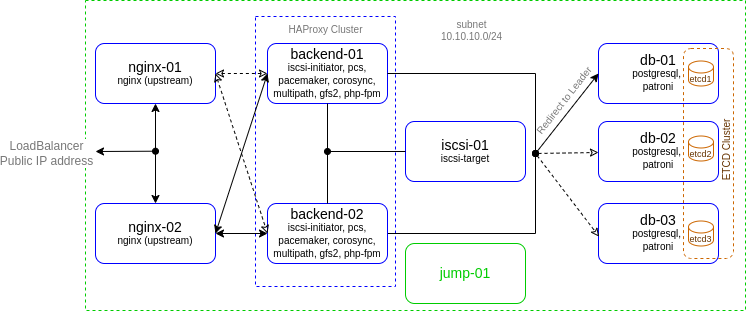 HAProxy Cluster
subnet
10.10.10.0/24
nginx-01
nginx (upstream)
backend-01
iscsi-initiator, pcs,
pacemaker, corosync,
multipath, gfs2, php-fpm
Redirect to Leader
db-01
postgresql,
patroni
etcd1
LoadBalancer
Public IP address
iscsi-01
iscsi-target
db-02
postgresql,
patroni
etcd2
ETCD Cluster
nginx-02
nginx (upstream)
backend-02
iscsi-initiator, pcs,
pacemaker, corosync,
multipath, gfs2, php-fpm
db-03
postgresql,
patroni
etcd3
jump-01